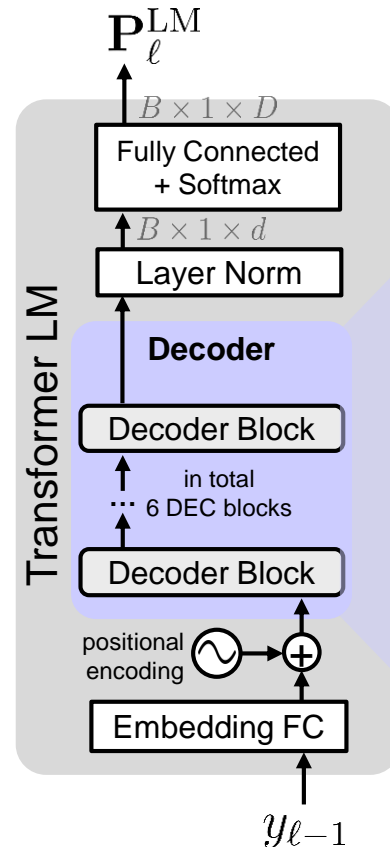 P_ℓ^LM
B × 1 × D
Fully Connected
+ Softmax
B × 1 × d
Layer Norm
Transformer LM
Decoder
Decoder Block
...
in total
6 DEC blocks
Decoder Block
positional
encoding
+
Embedding FC
y_ℓ−1